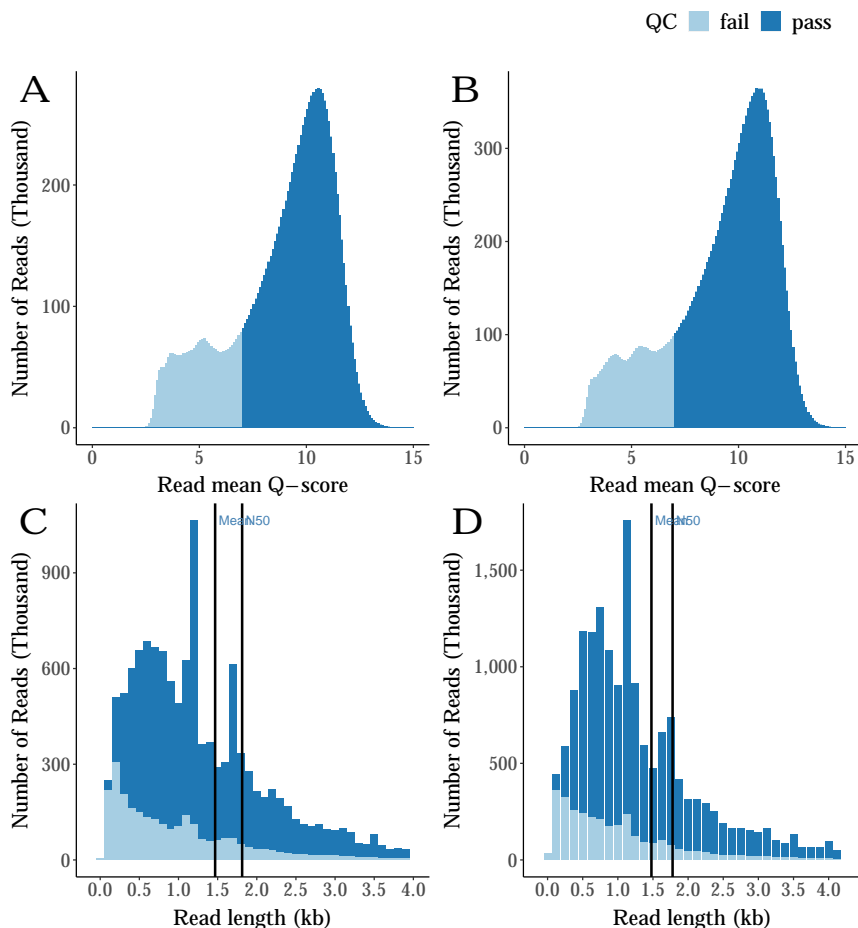 QC fail pass
A
B
Number of Reads (Thousand)
200
100
0
0 5 10 15
Read mean Q−score
Number of Reads (Thousand)
300
200
100
0
0 5 10 15
Read mean Q−score
C
Mean N50
Number of Reads (Thousand)
900
600
300
0
0.0 0.5 1.0 1.5 2.0 2.5 3.0 3.5 4.0
Read length (kb)
D
Mean N50
Number of Reads (Thousand)
1,500
1,000
500
0
0.0 0.5 1.0 1.5 2.0 2.5 3.0 3.5 4.0
Read length (kb)